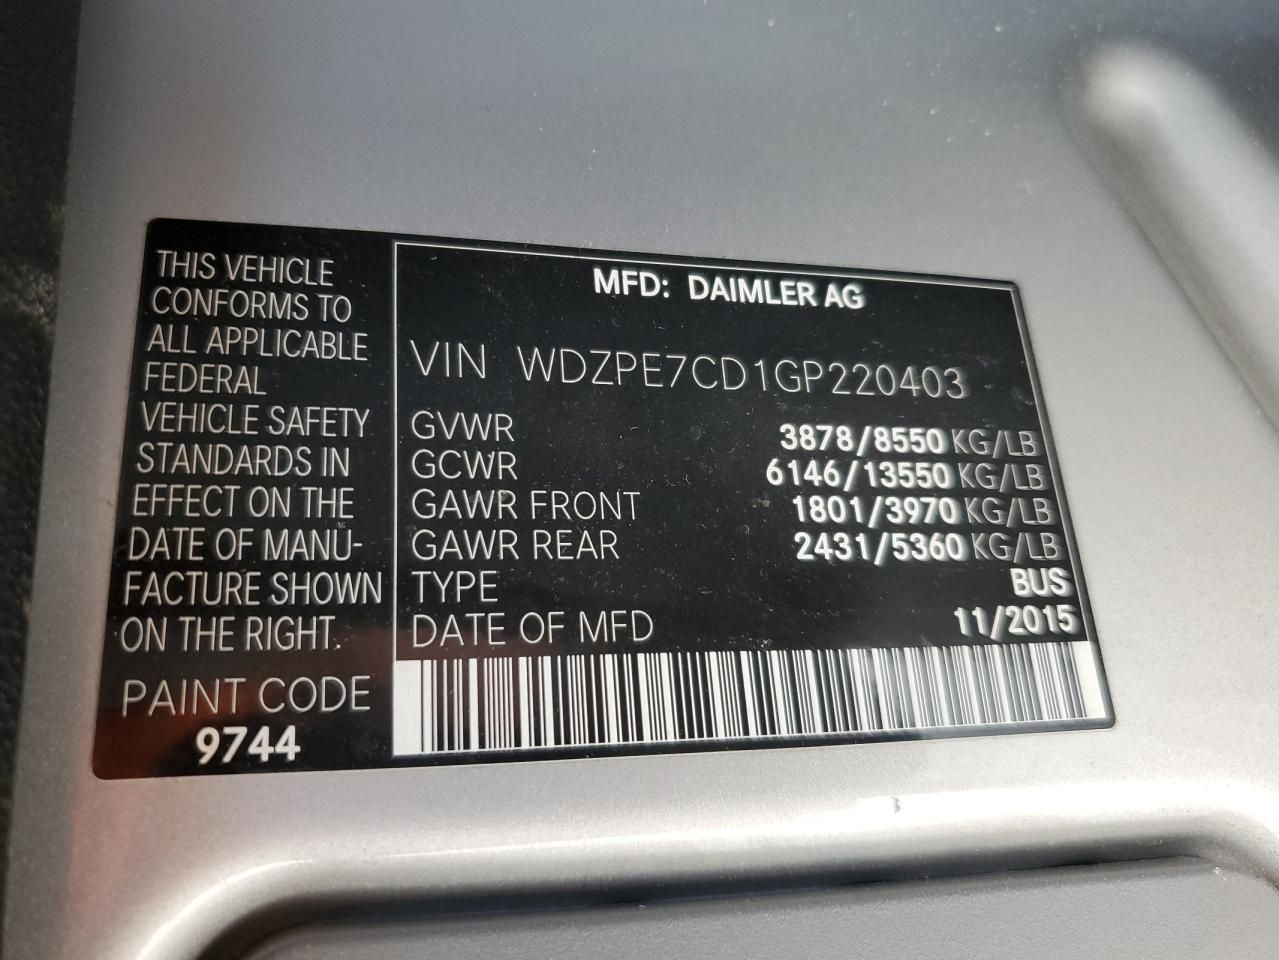 THIS VEHICLE
CONFORMS TO
ALL APPLICABLE
FEDERAL
VEHICLE SAFETY
STANDARDS IN
EFFECT ON THE
DATE OF MANU-
FACTURE SHOWN
ON THE RIGHT.
PAINT CODE
9744
MFD: DAIMLER AG
VIN WDZPE7CD1GP220403
GVWR 3878/8550 KG/LB
GCWR 6146/13550 KG/LB
GAWR FRONT 1801/3970 KG/LB
GAWR REAR 2431/5360 KG/LB
TYPE BUS
DATE OF MFD 11/2015